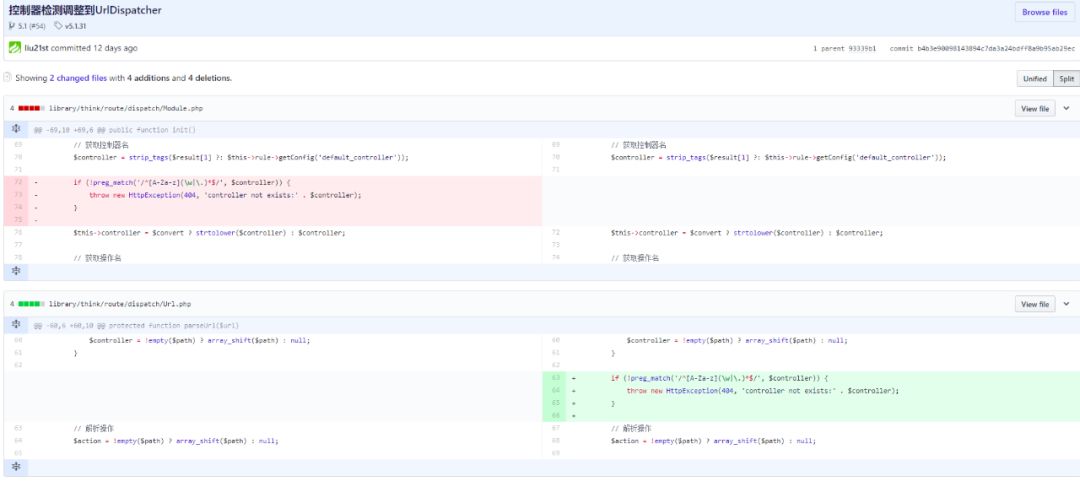 控制器检测调整到UrlDispatcher
Browse files
5.1 (#54) v5.1.31
liu21st committed 12 days ago
1 parent 93339b1 commit b4b3e90098143894c7da3a24bdff8a9b95ab29ec
Showing 2 changed files with 4 additions and 4 deletions.
Unified Split
4 library/think/route/dispatch/Module.php
View file
@@ -69,10 +69,6 @@ public function init()
69 // 获取控制器名 69 // 获取控制器名
70 $controller = strip_tags($result[1] ?: $this->rule->getConfig('default_controller')); 70 $controller = strip_tags($result[1] ?: $this->rule->getConfig('default_controller'));
71 71
72 - if (!preg_match('/^[A-Za-z](\w|\.)*$/', $controller)) {
73 - throw new HttpException(404, 'controller not exists:' . $controller);
74 - }
75 -
76 $this->controller = $convert ? strtolower($controller) : $controller; 72 $this->controller = $convert ? strtolower($controller) : $controller;
77 73
78 // 获取操作名 74 // 获取操作名
4 library/think/route/dispatch/Url.php
View file
@@ -60,6 +60,10 @@ protected function parseUrl($url)
60 $controller = !empty($path) ? array_shift($path) : null; 60 $controller = !empty($path) ? array_shift($path) : null;
61 } 61 }
62 62
63 + if (!preg_match('/^[A-Za-z](\w|\.)*$/', $controller)) {
64 + throw new HttpException(404, 'controller not exists:' . $controller);
65 + }
66 +
63 // 解析操作 67 // 解析操作
64 $action = !empty($path) ? array_shift($path) : null; 68 $action = !empty($path) ? array_shift($path) : null;
65 69